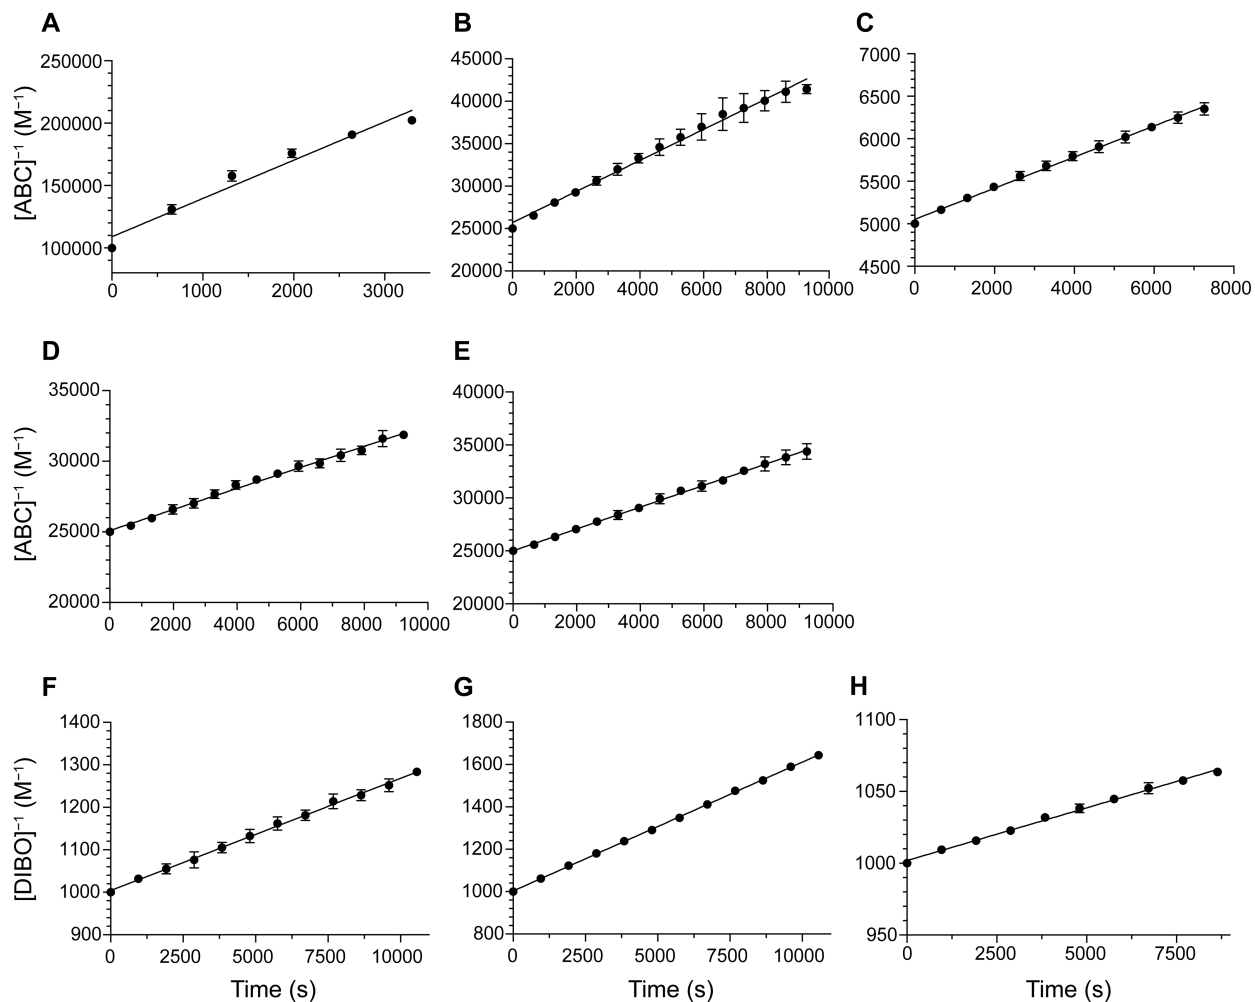 A
B
C
[ABC]⁻¹ (M⁻¹)
250000
200000
150000
100000
0 1000 2000 3000
45000
40000
35000
30000
25000
20000
0 2000 4000 6000 8000 10000
7000
6500
6000
5500
5000
4500
0 2000 4000 6000 8000
D
E
[ABC]⁻¹ (M⁻¹)
35000
30000
25000
20000
0 2000 4000 6000 8000 10000
40000
35000
30000
25000
20000
0 2000 4000 6000 8000 10000
F
G
H
[DIBO]⁻¹ (M⁻¹)
1400
1300
1200
1100
1000
900
0 2500 5000 7500 10000
Time (s)
1800
1600
1400
1200
1000
800
0 2500 5000 7500 10000
Time (s)
1100
1050
1000
950
0 2500 5000 7500
Time (s)